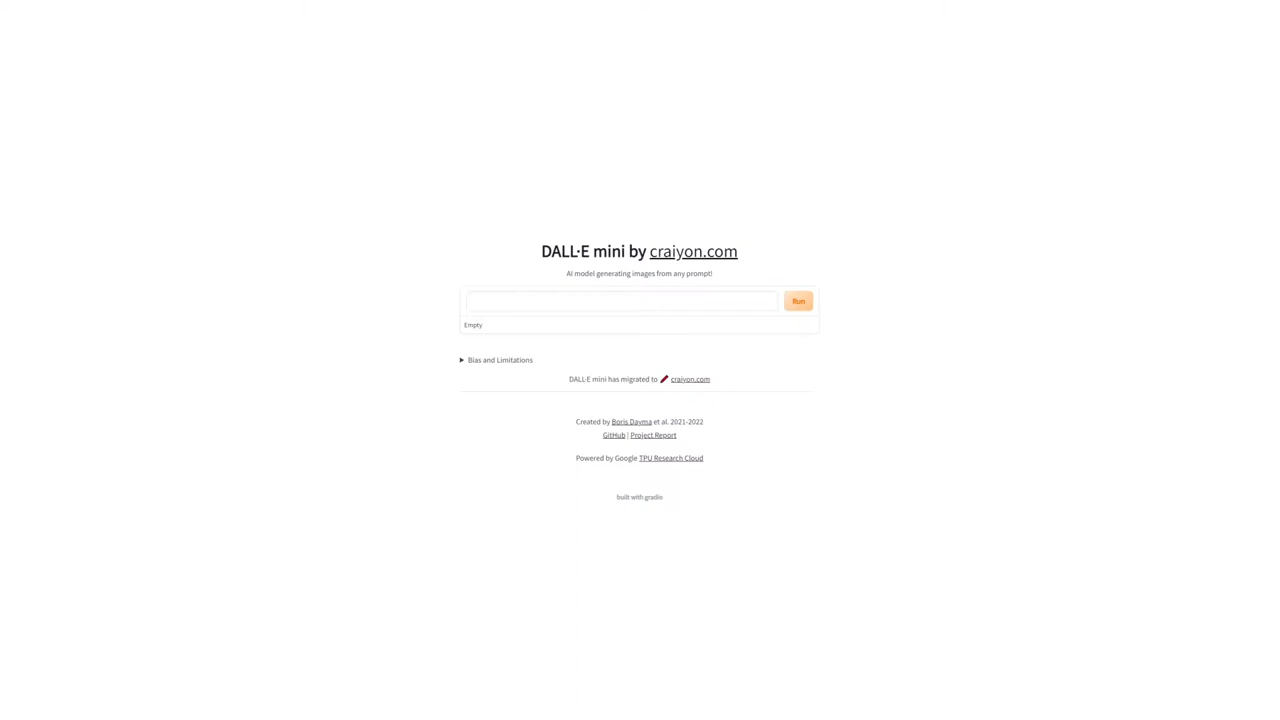 DALL·E mini by craiyon.com
AI model generating images from any prompt!
Run
Empty
Bias and Limitations
DALL·E mini has migrated to craiyon.com
Created by Boris Dayma et al. 2021-2022
GitHub | Project Report
Powered by Google TPU Research Cloud
built with gradio